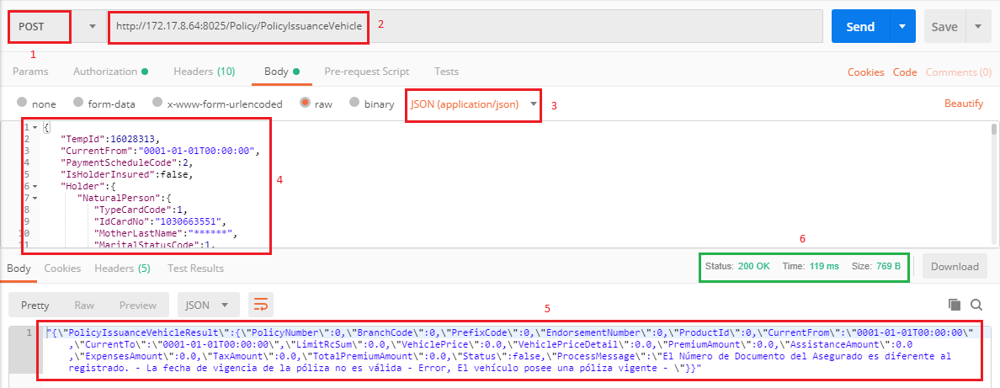 POST
http://172.17.8.64:8025/Policy/PolicyIssuanceVehicle
2
Send
Save
1
Params
Authorization
Headers (10)
Body
Pre-request Script
Tests
Cookies
Code
Comments (0)
none
form-data
x-www-form-urlencoded
raw
binary
JSON (application/json)
3
Beautify
1 {
2 "TempId":16028313,
3 "CurrentFrom":"0001-01-01T00:00:00",
4 "PaymentScheduleCode":2,
5 "IsHolderInsured":false,
6 "Holder":{
7 "NaturalPerson":{
8 "TypeCardCode":1,
9 "IdCardNo":"1030663551",
10 "MotherLastName":"******",
11 "MaritalStatusCode":1,
4
6
Body
Cookies
Headers (5)
Test Results
Status: 200 OK Time: 119 ms Size: 769 B
Download
Pretty
Raw
Preview
JSON
5
1 "{\"PolicyIssuanceVehicleResult\":{\"PolicyNumber\":0,\"BranchCode\":0,\"PrefixCode\":0,\"EndorsementNumber\":0,\"ProductId\":0,\"CurrentFrom\":\"0001-01-01T00:00:00\"
,\"CurrentTo\":\"0001-01-01T00:00:00\",\"LimitRcSum\":0.0,\"VehiclePrice\":0.0,\"VehiclePriceDetail\":0.0,\"PremiumAmount\":0.0,\"AssistanceAmount\":0.0
,\"ExpensesAmount\":0.0,\"TaxAmount\":0.0,\"TotalPremiumAmount\":0.0,\"Status\":false,\"ProcessMessage\":\"El Número de Documento del Asegurado es diferente al
registrado. - La fecha de vigencia de la póliza no es válida - Error, El vehículo posee una póliza vigente - \"}}"